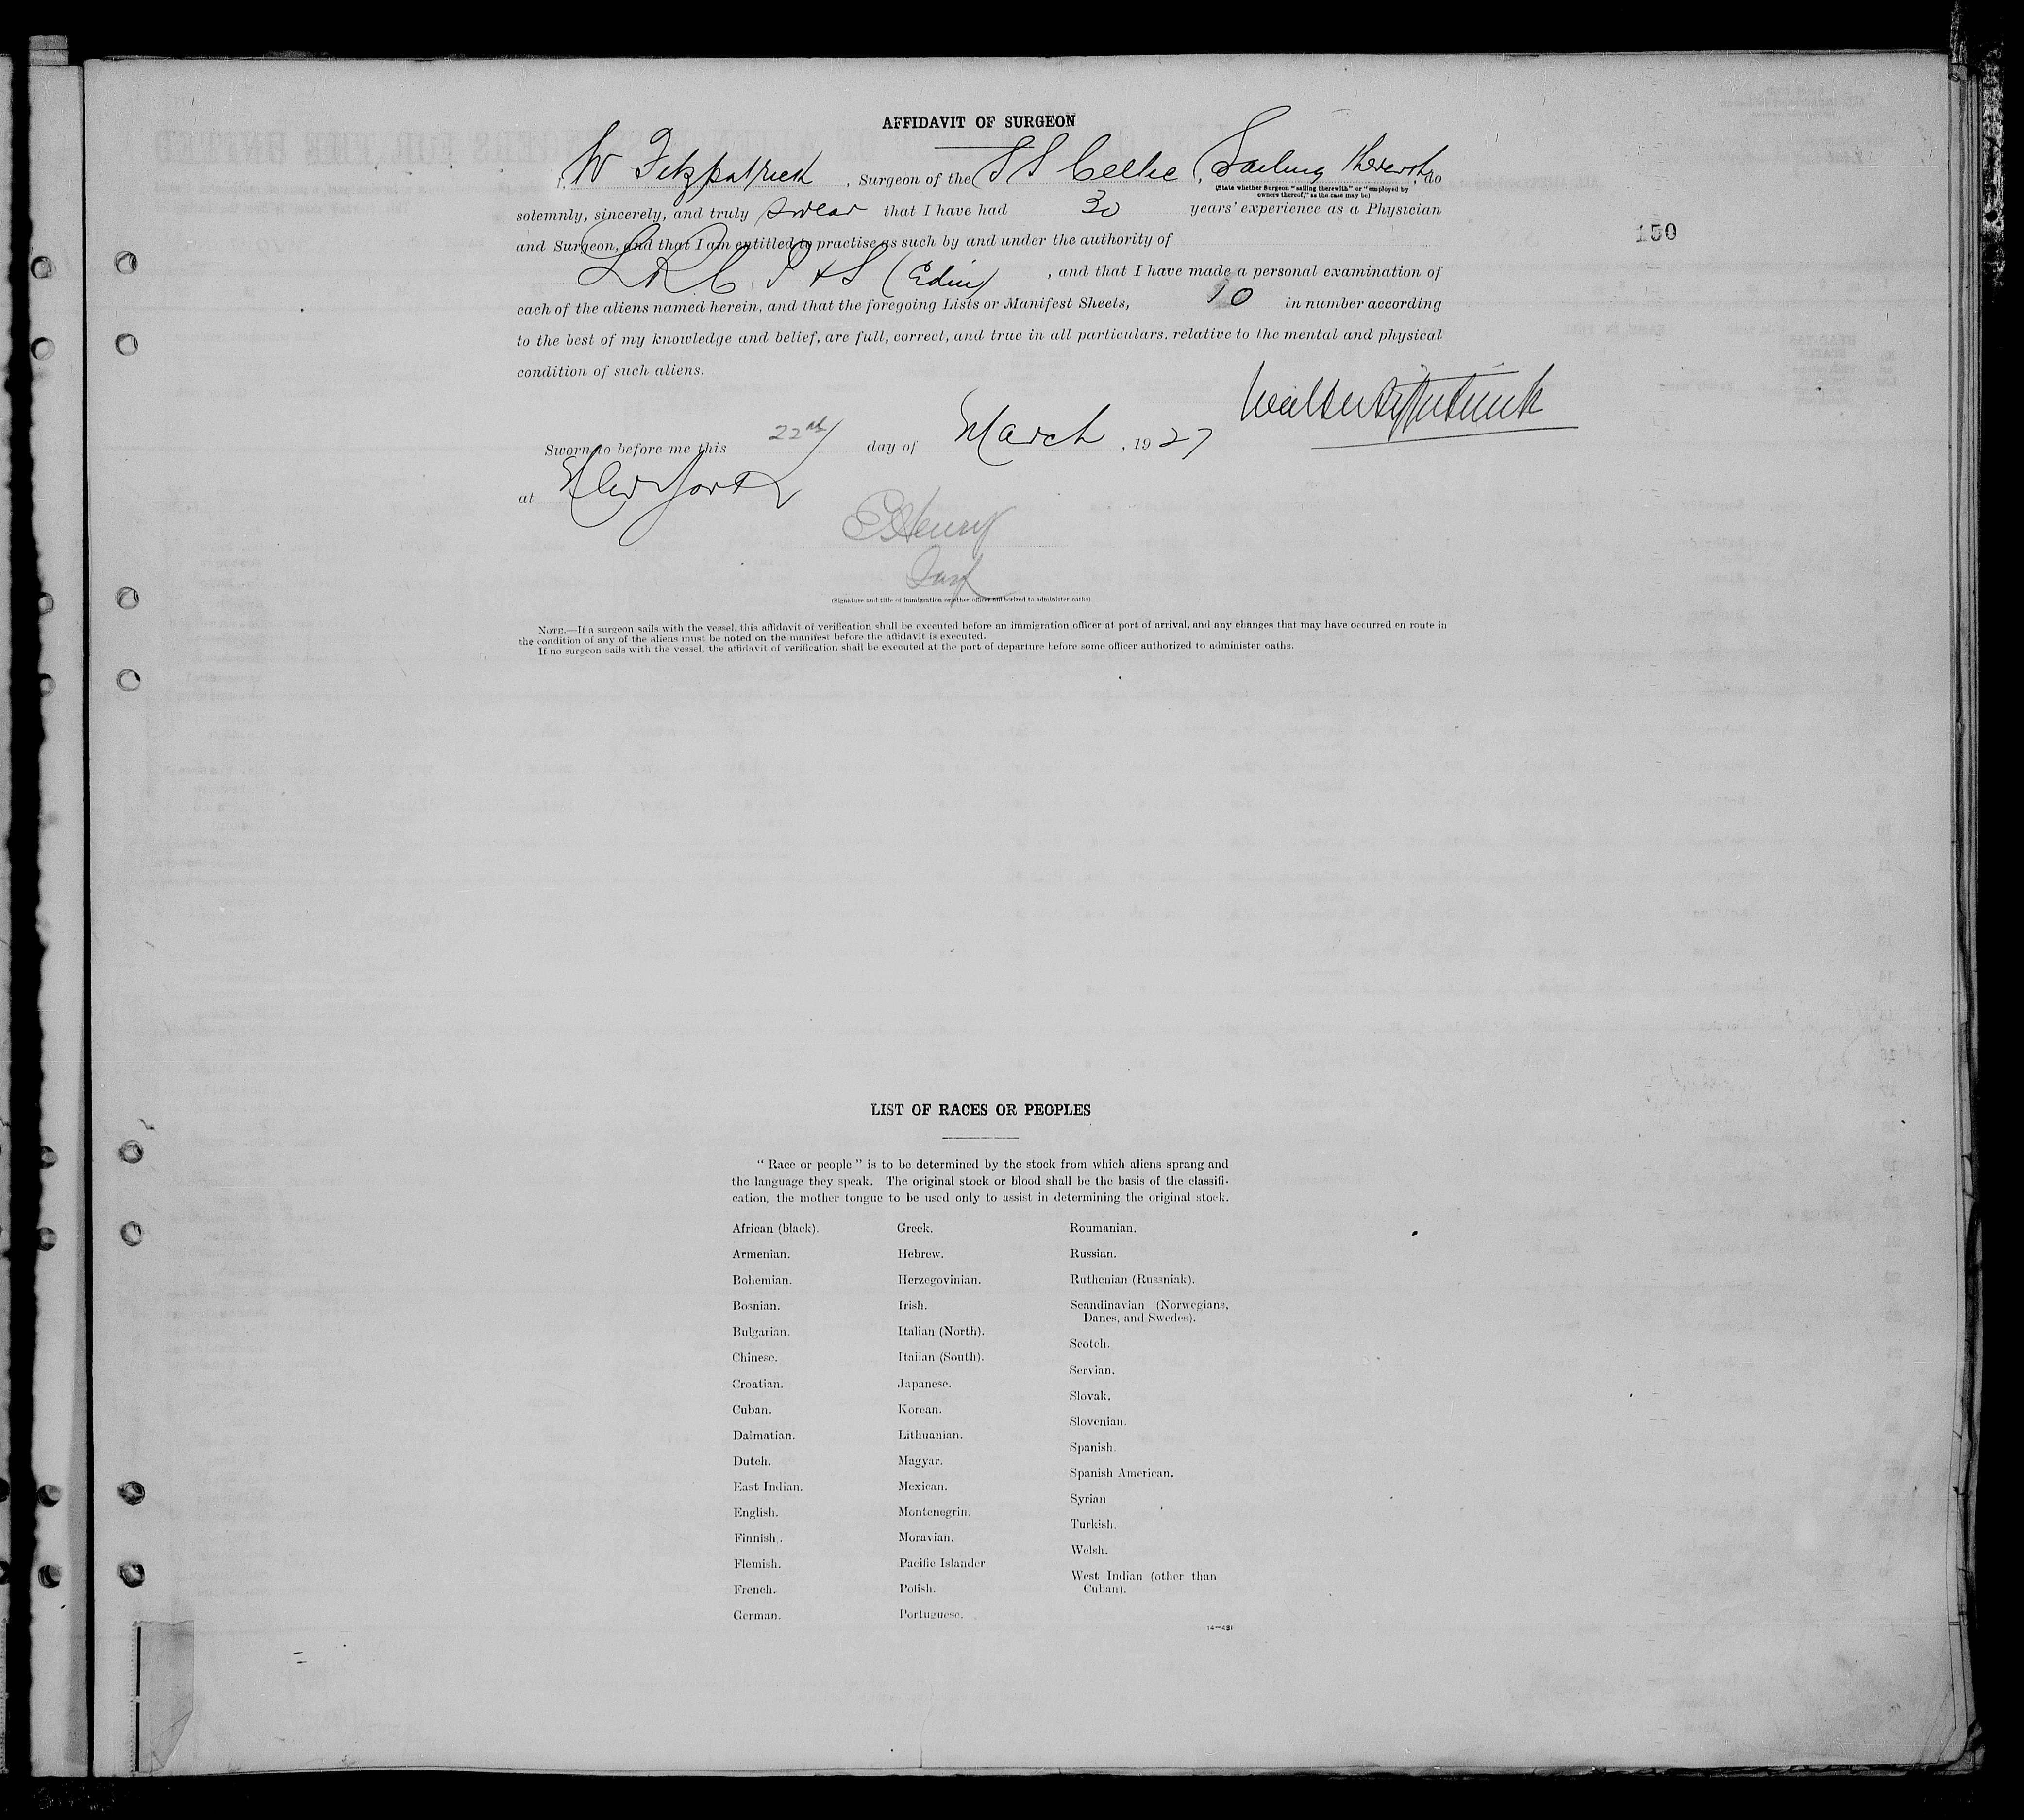 AFFIDAVIT OF SURGEON
I, W Fitzpatrick, Surgeon of the S S Celtic, Sailing therewith, do
(State whether Surgeon "sailing therewith" or "employed by
owners thereof," as the case may be)
solemnly, sincerely, and truly swear that I have had 30 years' experience as a Physician
150
and Surgeon, and that I am entitled to practise as such by and under the authority of
L R C P & S (Edin), and that I have made a personal examination of
each of the aliens named herein, and that the foregoing Lists or Manifest Sheets, 10 in number according
to the best of my knowledge and belief, are full, correct, and true in all particulars. relative to the mental and physical
condition of such aliens.
Walter Fitzpatrick
Sworn to before me this 22nd day of March, 1927
at New York
Henry
(Signature and title of immigration or other officer authorized to administer oaths)
NOTE.—If a surgeon sails with the vessel, this affidavit of verification shall be executed before an immigration officer at port of arrival, and any changes that may have occurred en route in
the condition of any of the aliens must be noted on the manifest before the affidavit is executed.
If no surgeon sails with the vessel, the affidavit of verification shall be executed at the port of departure before some officer authorized to administer oaths.
LIST OF RACES OR PEOPLES
"Race or people" is to be determined by the stock from which aliens sprang and
the language they speak. The original stock or blood shall be the basis of the classifi-
cation, the mother tongue to be used only to assist in determining the original stock.
African (black).
Armenian.
Bohemian.
Bosnian.
Bulgarian.
Chinese.
Croatian.
Cuban.
Dalmatian.
Dutch.
East Indian.
English.
Finnish.
Flemish.
French.
German.
Greek.
Hebrew.
Herzegovinian.
Irish.
Italian (North).
Italian (South).
Japanese.
Korean.
Lithuanian.
Magyar.
Mexican.
Montenegrin.
Moravian.
Pacific Islander
Polish.
Portuguese.
Roumanian.
Russian.
Ruthenian (Russniak).
Scandinavian (Norwegians,
Danes, and Swedes).
Scotch.
Servian.
Slovak.
Slovenian.
Spanish.
Spanish American.
Syrian
Turkish.
Welsh.
West Indian (other than
Cuban).
14—431